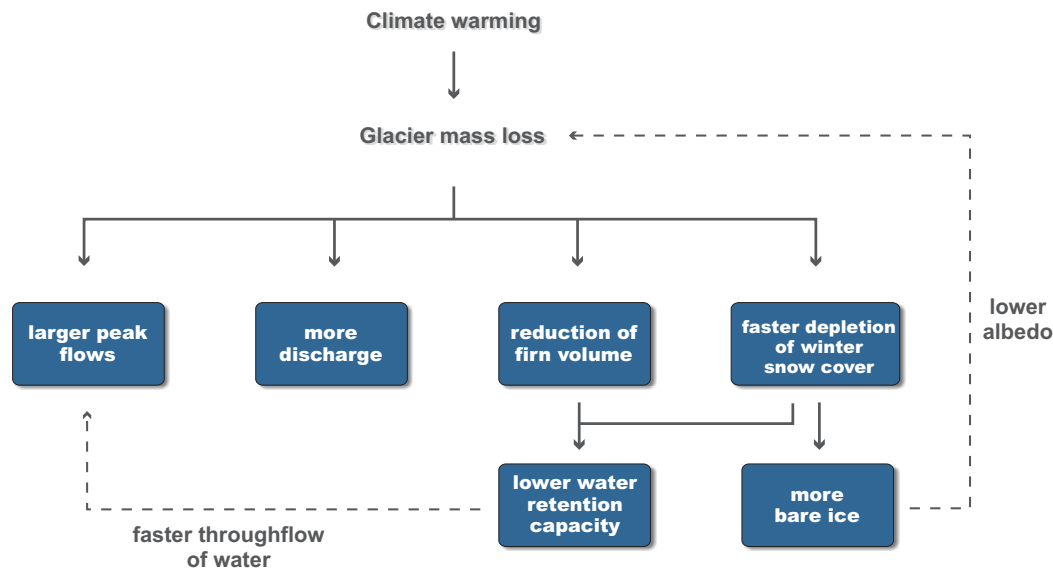 Climate warming
Glacier mass loss
larger peak
flows
more
discharge
reduction of
firn volume
faster depletion
of winter
snow cover
lower
albedo
lower water
retention
capacity
more
bare ice
faster throughflow
of water